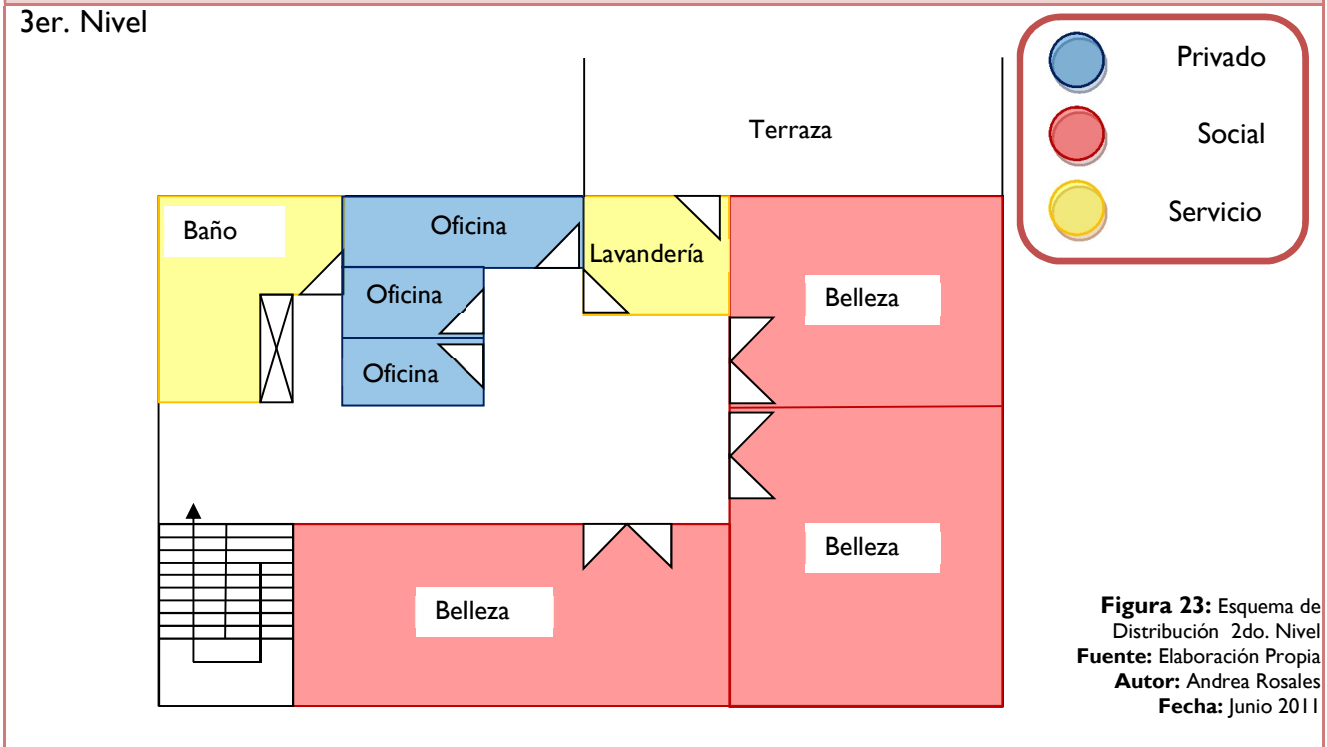 3er. Nivel
Privado
Social
Servicio
Terraza
Baño
Oficina
Lavandería
Oficina
Belleza
Oficina
Belleza
Belleza
Figura 23: Esquema de
Distribución 2do. Nivel
Fuente: Elaboración Propia
Autor: Andrea Rosales
Fecha: Junio 2011